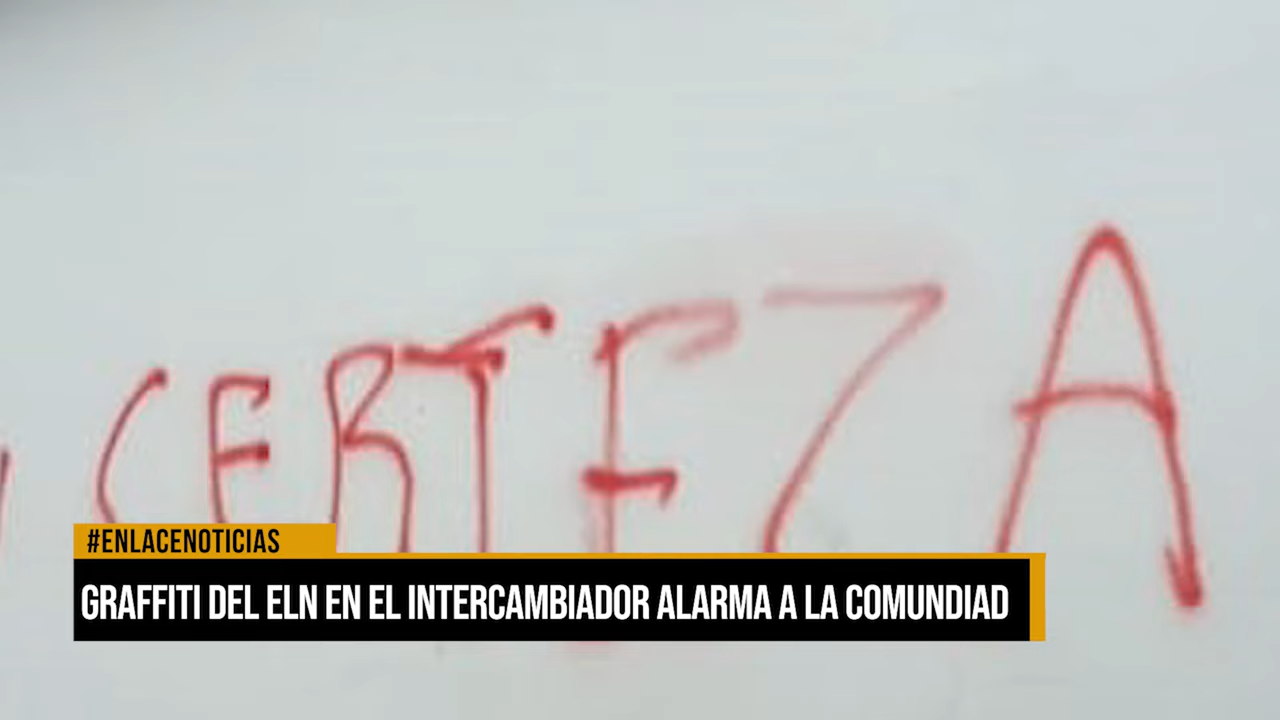 CERTEZA
#ENLACENOTICIAS
GRAFFITI DEL ELN EN EL INTERCAMBIADOR ALARMA A LA COMUNDIAD